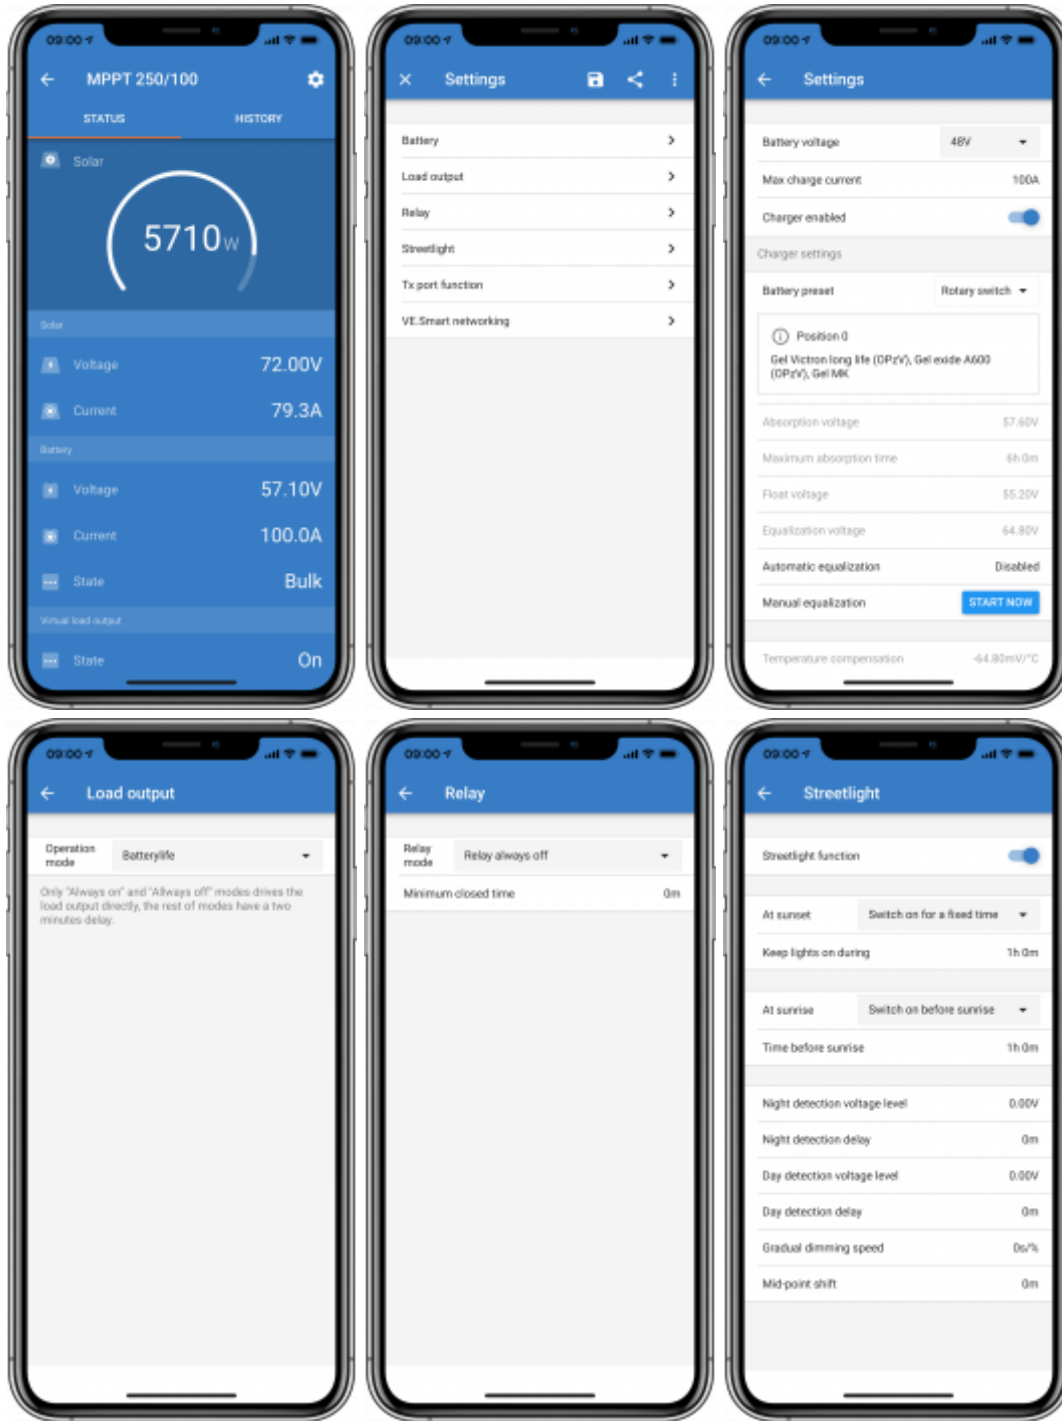 09:00
MPPT 250/100
STATUS HISTORY
Solar
5710W
Solar
Voltage 72.00V
Current 79.3A
Battery
Voltage 57.10V
Current 100.0A
State Bulk
Virtual load output
State On
09:00
Settings
Battery
Load output
Relay
Streetlight
Tx port function
VE.Smart networking
09:00
Settings
Battery voltage 48V
Max charge current 100A
Charger enabled
Charger settings
Battery preset Rotary switch
Position 0
Gel Victron long life (OPzV), Gel exide A600
(OPzV), Gel MK
Absorption voltage 57.60V
Maximum absorption time 6h 0m
Float voltage 55.20V
Equalization voltage 64.80V
Automatic equalization Disabled
Manual equalization START NOW
Temperature compensation -64.80mV/°C
09:00
Load output
Operation
mode Batterylife
Only "Always on" and "Allways off" modes drives the
load output directly, the rest of modes have a two
minutes delay.
09:00
Relay
Relay
mode Relay always off
Minimum closed time 0m
09:00
Streetlight
Streetlight function
At sunset Switch on for a fixed time
Keep lights on during 1h 0m
At sunrise Switch on before sunrise
Time before sunrise 1h 0m
Night detection voltage level 0.00V
Night detection delay 0m
Day detection voltage level 0.00V
Day detection delay 0m
Gradual dimming speed 0s/%
Mid-point shift 0m